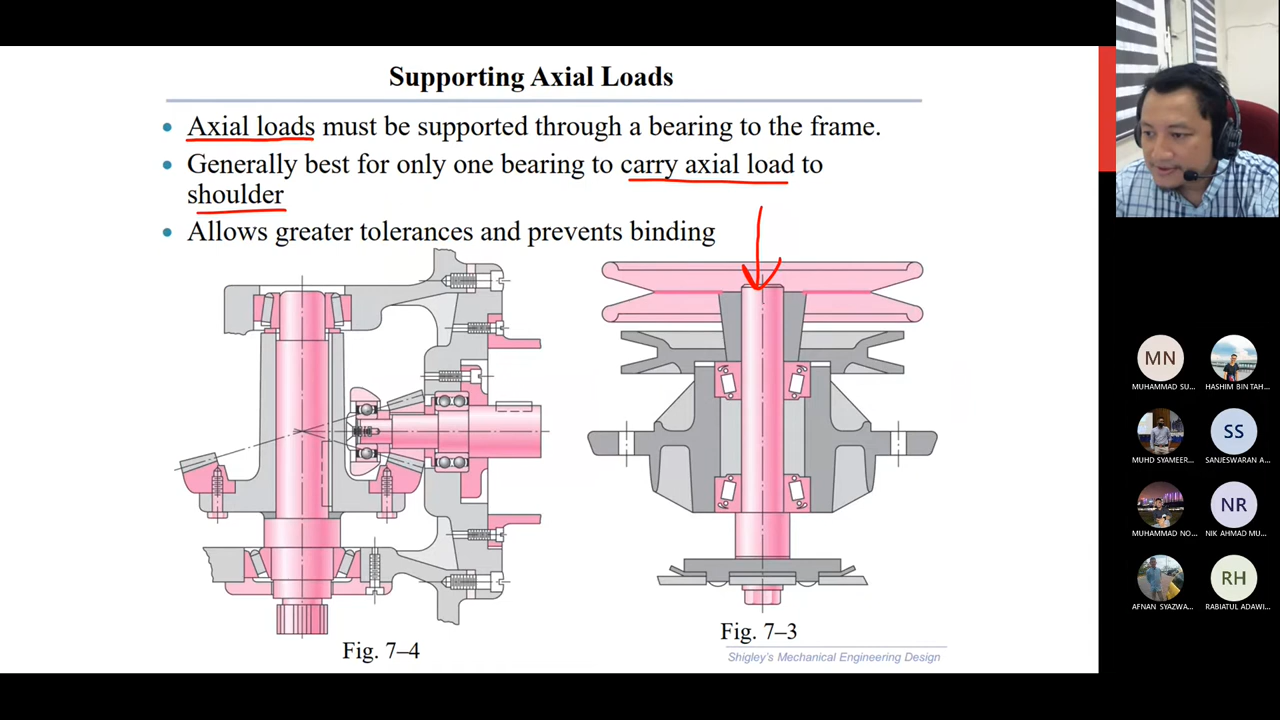 Supporting Axial Loads
• Axial loads must be supported through a bearing to the frame.
• Generally best for only one bearing to carry axial load to
shoulder
• Allows greater tolerances and prevents binding
Fig. 7–4
Fig. 7–3
Shigley's Mechanical Engineering Design
MN
MUHAMMAD SU...
HASHIM BIN TAH...
MUHD SYAMEER...
SS
SANJESWARAN A...
MUHAMMAD NO...
NR
NIK AHMAD MU...
AFNAN SYAZWA...
RH
RABIATUL ADAWI...